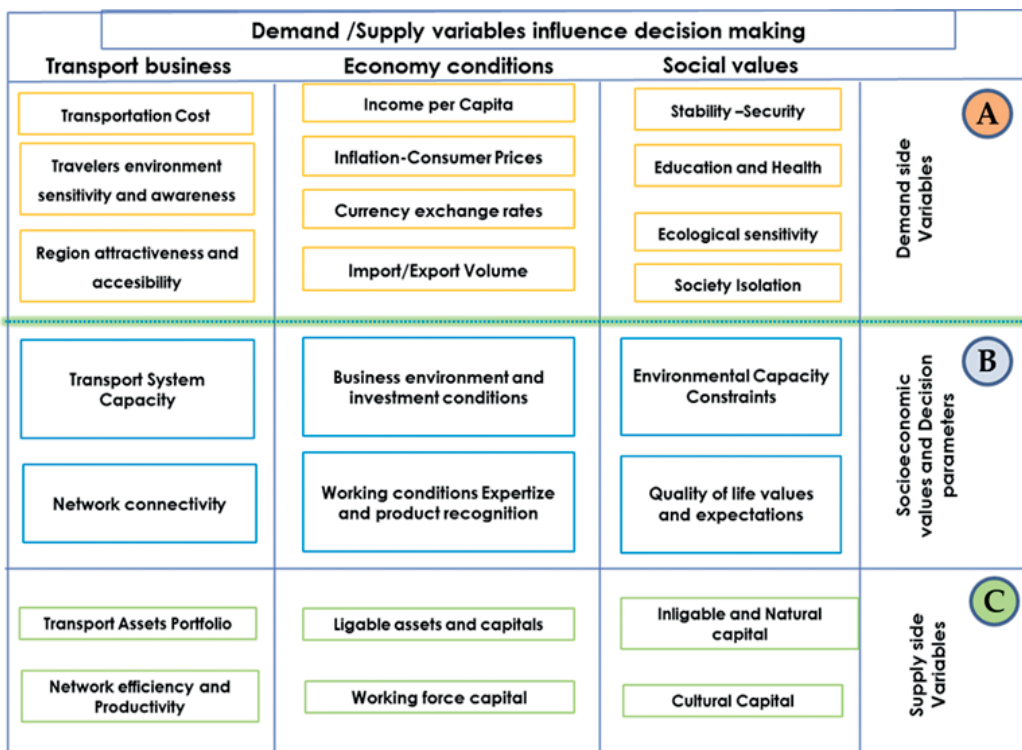 Demand /Supply variables influence decision making
Transport business
Economy conditions
Social values
Transportation Cost
Travelers environment
sensitivity and awareness
Region attractiveness and
accesibility
Income per Capita
Inflation-Consumer Prices
Currency exchange rates
Import/Export Volume
Stability –Security
Education and Health
Ecological sensitivity
Society Isolation
A
Demand side
Variables
Transport System
Capacity
Network connectivity
Business environment and
investment conditions
Working conditions Expertize
and product recognition
Environmental Capacity
Constraints
Quality of life values
and expectations
B
Socioeconomic
values and Decision
parameters
Transport Assets Portfolio
Network efficiency and
Productivity
Ligable assets and capitals
Working force capital
Inligable and Natural
capital
Cultural Capital
C
Supply side
Variables